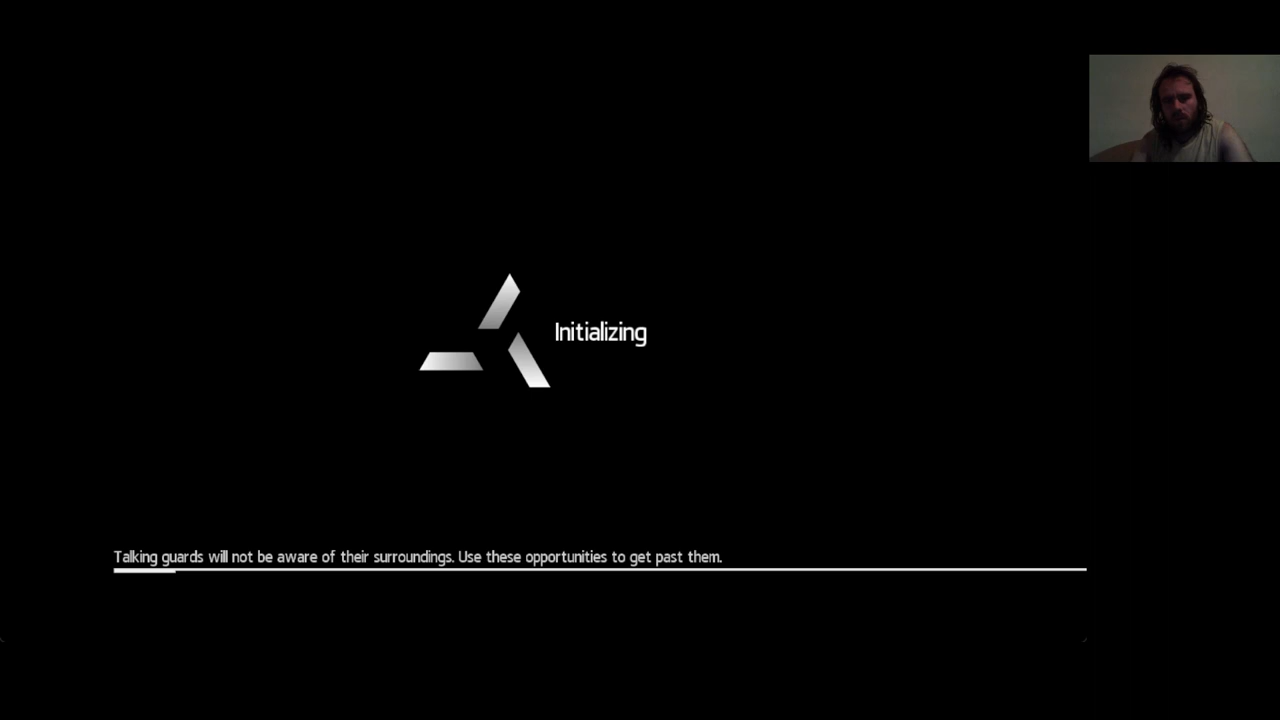 Initializing
Talking guards will not be aware of their surroundings. Use these opportunities to get past them.